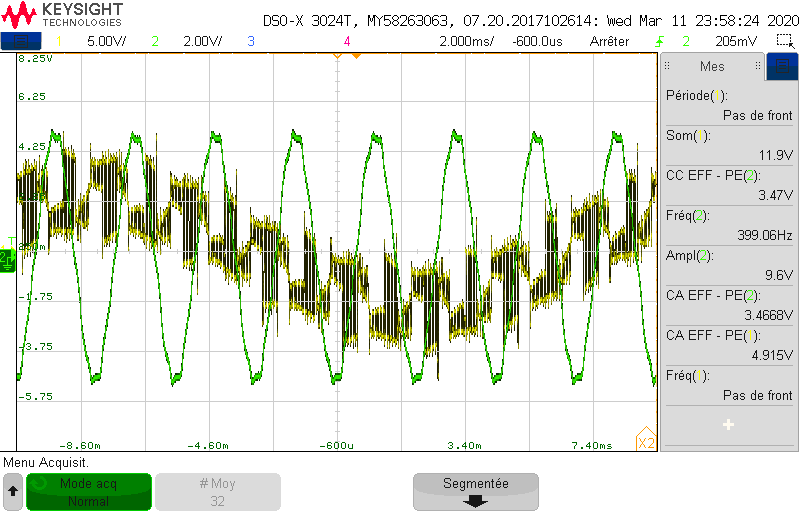 KEYSIGHT
TECHNOLOGIES
DSO-X 3024T, MY58263063, 07.20.2017102614: Wed Mar 11 23:58:24 2020
1 5.00V/ 2 2.00V/ 3 4 2.000ms/ -600.0us Arrêter 2 205mV
8.25V
6.25
4.25
-1.75
-3.75
-5.75
-8.60m -4.60m -600u 3.40m 7.40ms
X2
Mes
Période( ):
Pas de front
Som(1):
11.9V
CC EFF - PE(2):
3.47V
Fréq(2):
399.06Hz
Ampl(2):
9.6V
CA EFF - PE(2):
3.4668V
CA EFF - PE(1):
4.915V
Fréq( ):
Pas de front
Menu Acquisit.
Mode acq
Normal
# Moy
32
Segmentée